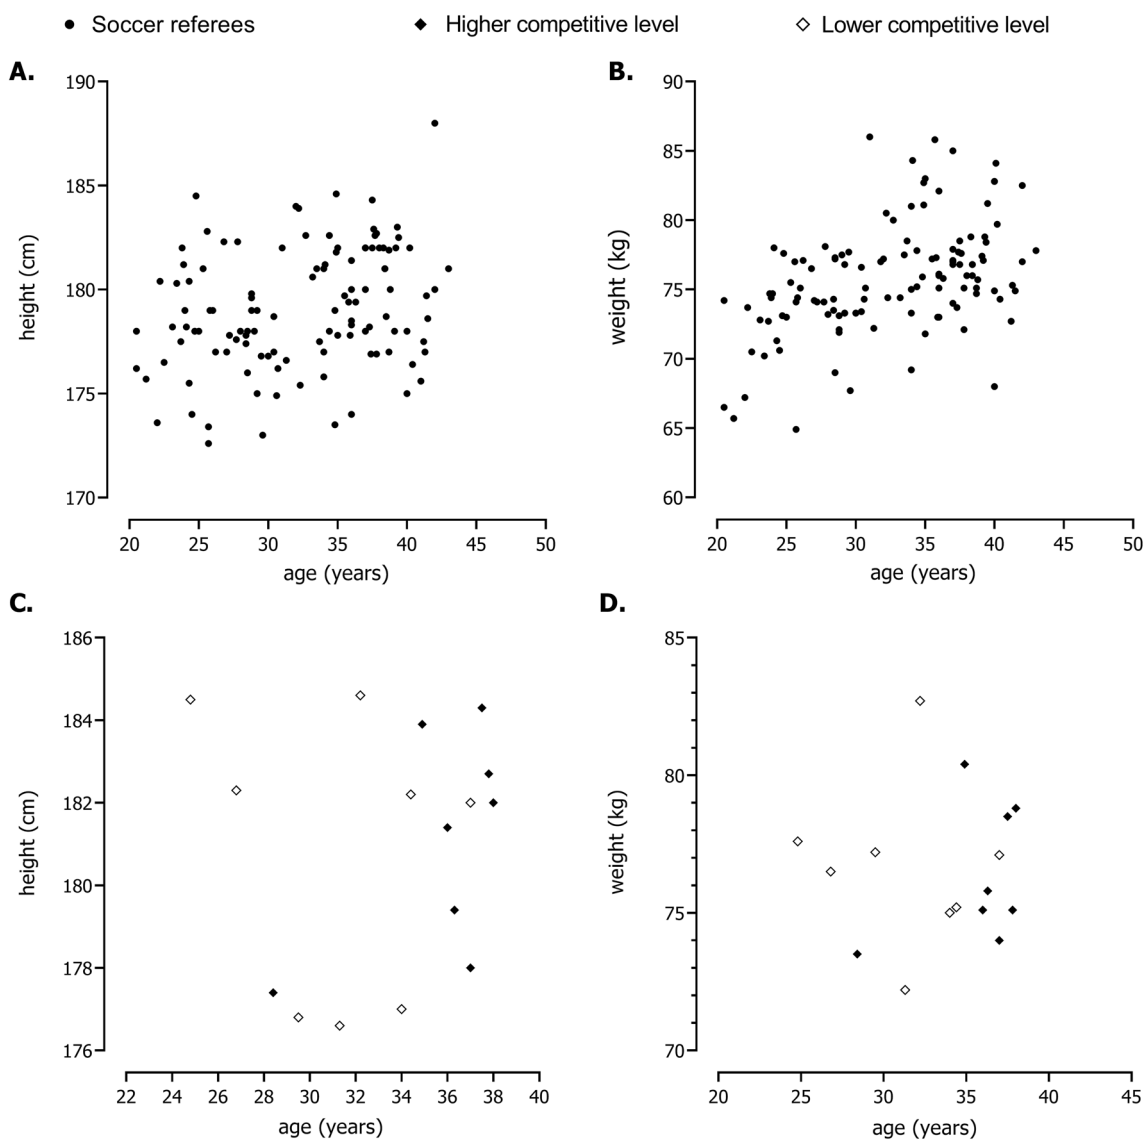 Soccer referees Higher competitive level Lower competitive level
A. B.
190
185
180
175
170
height (cm)
20 25 30 35 40 45 50
age (years)
90
85
80
75
70
65
60
weight (kg)
20 25 30 35 40 45 50
age (years)
C. D.
186
184
182
180
178
176
height (cm)
22 24 26 28 30 32 34 36 38 40
age (years)
85
80
75
70
weight (kg)
20 25 30 35 40 45
age (years)